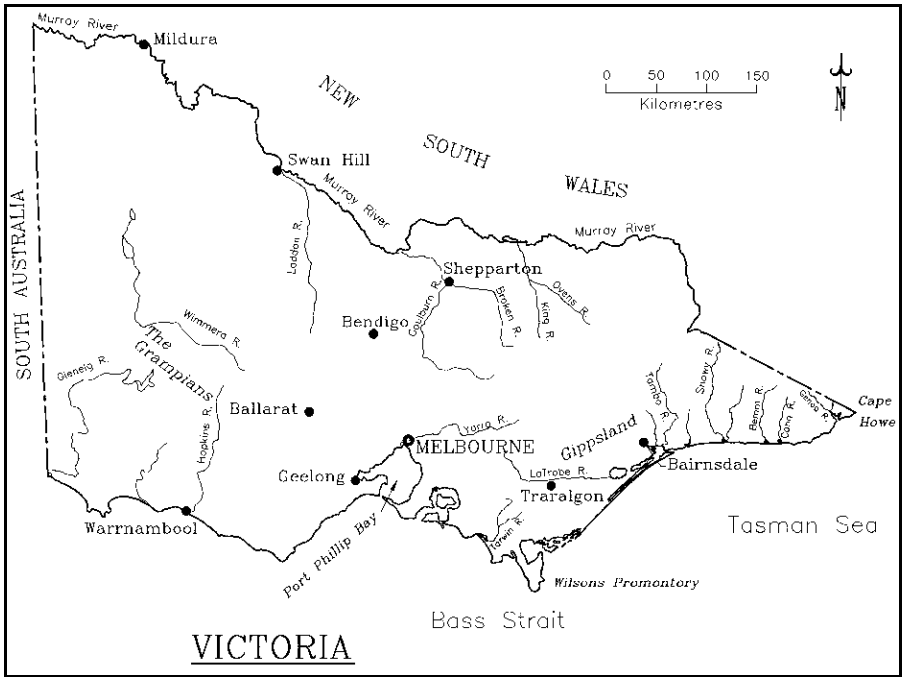 Murray River
Mildura
NEW
SOUTH
WALES
0 50 100 150
Kilometres
N
Swan Hill
Murray River
Murray River
Loddon R.
SOUTH AUSTRALIA
Shepparton
Goulburn R.
Broken R.
King R.
Ovens R.
Bendigo
Wimmera R.
The
Grampians
Glenelg R.
Hopkins R.
Ballarat
Tambo R.
Snowy R.
Bemm R.
Cann R.
Genoa R.
Cape
Howe
Yarra R.
MELBOURNE
Gippsland
Bairnsdale
LaTrobe R.
Traralgon
Geelong
Warrnambool
Port Phillip Bay
Tarwin R.
Tasman Sea
Wilsons Promontory
Bass Strait
VICTORIA